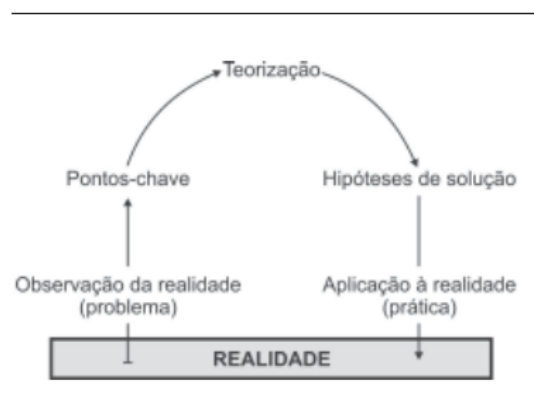 Teorização
Pontos-chave
Hipóteses de solução
Observação da realidade
(problema)
Aplicação à realidade
(prática)
REALIDADE